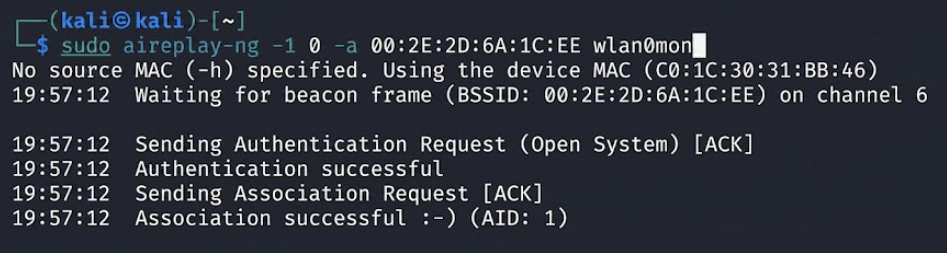 ┌──(kali㉿kali)-[~]
└─$ sudo aireplay-ng -1 0 -a 00:2E:2D:6A:1C:EE wlan0mon
No source MAC (-h) specified. Using the device MAC (C0:1C:30:31:BB:46)
19:57:12  Waiting for beacon frame (BSSID: 00:2E:2D:6A:1C:EE) on channel 6

19:57:12  Sending Authentication Request (Open System) [ACK]
19:57:12  Authentication successful
19:57:12  Sending Association Request [ACK]
19:57:12  Association successful :-) (AID: 1)